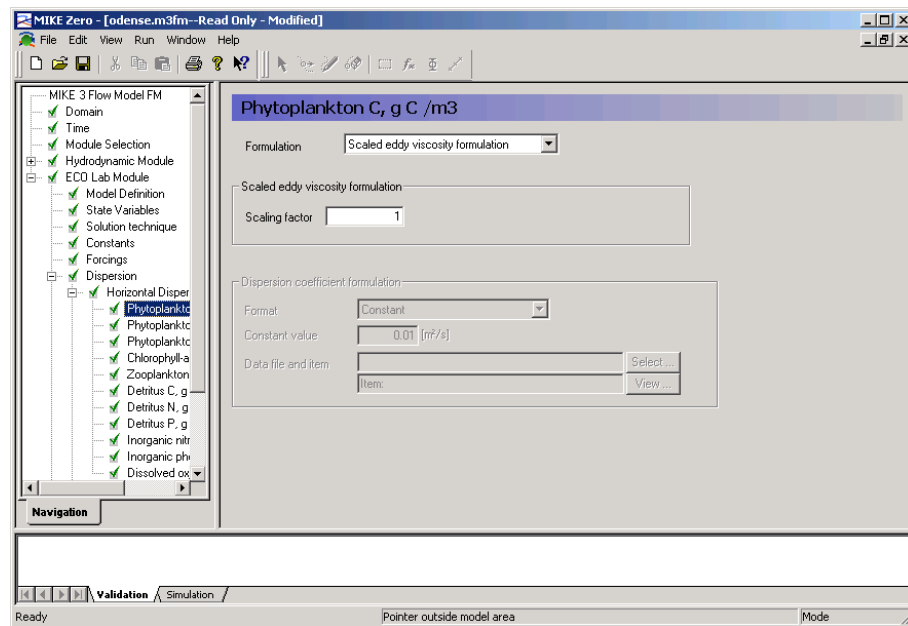 MIKE Zero - [odense.m3fm--Read Only - Modified]
File Edit View Run Window Help
MIKE 3 Flow Model FM
Domain
Time
Module Selection
Hydrodynamic Module
ECO Lab Module
Model Definition
State Variables
Solution technique
Constants
Forcings
Dispersion
Horizontal Disper
Phytoplankto
Phytoplankto
Phytoplankto
Chlorophyll-a
Zooplankton
Detritus C, g
Detritus N, g
Detritus P, g
Inorganic nitr
Inorganic pho
Dissolved ox
Navigation
Phytoplankton C, g C /m3
Formulation Scaled eddy viscosity formulation
Scaled eddy viscosity formulation
Scaling factor 1
Dispersion coefficient formulation
Format Constant
Constant value 0.01 [m²/s]
Data file and item Select ...
Item: View ...
Validation Simulation
Ready Pointer outside model area Mode